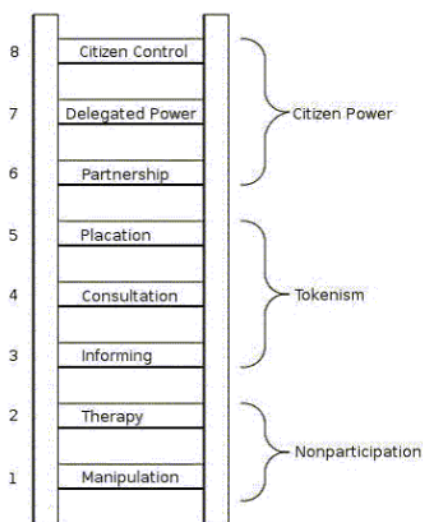 8 Citizen Control
7 Delegated Power Citizen Power
6 Partnership
5 Placation
4 Consultation Tokenism
3 Informing
2 Therapy
Nonparticipation
1 Manipulation